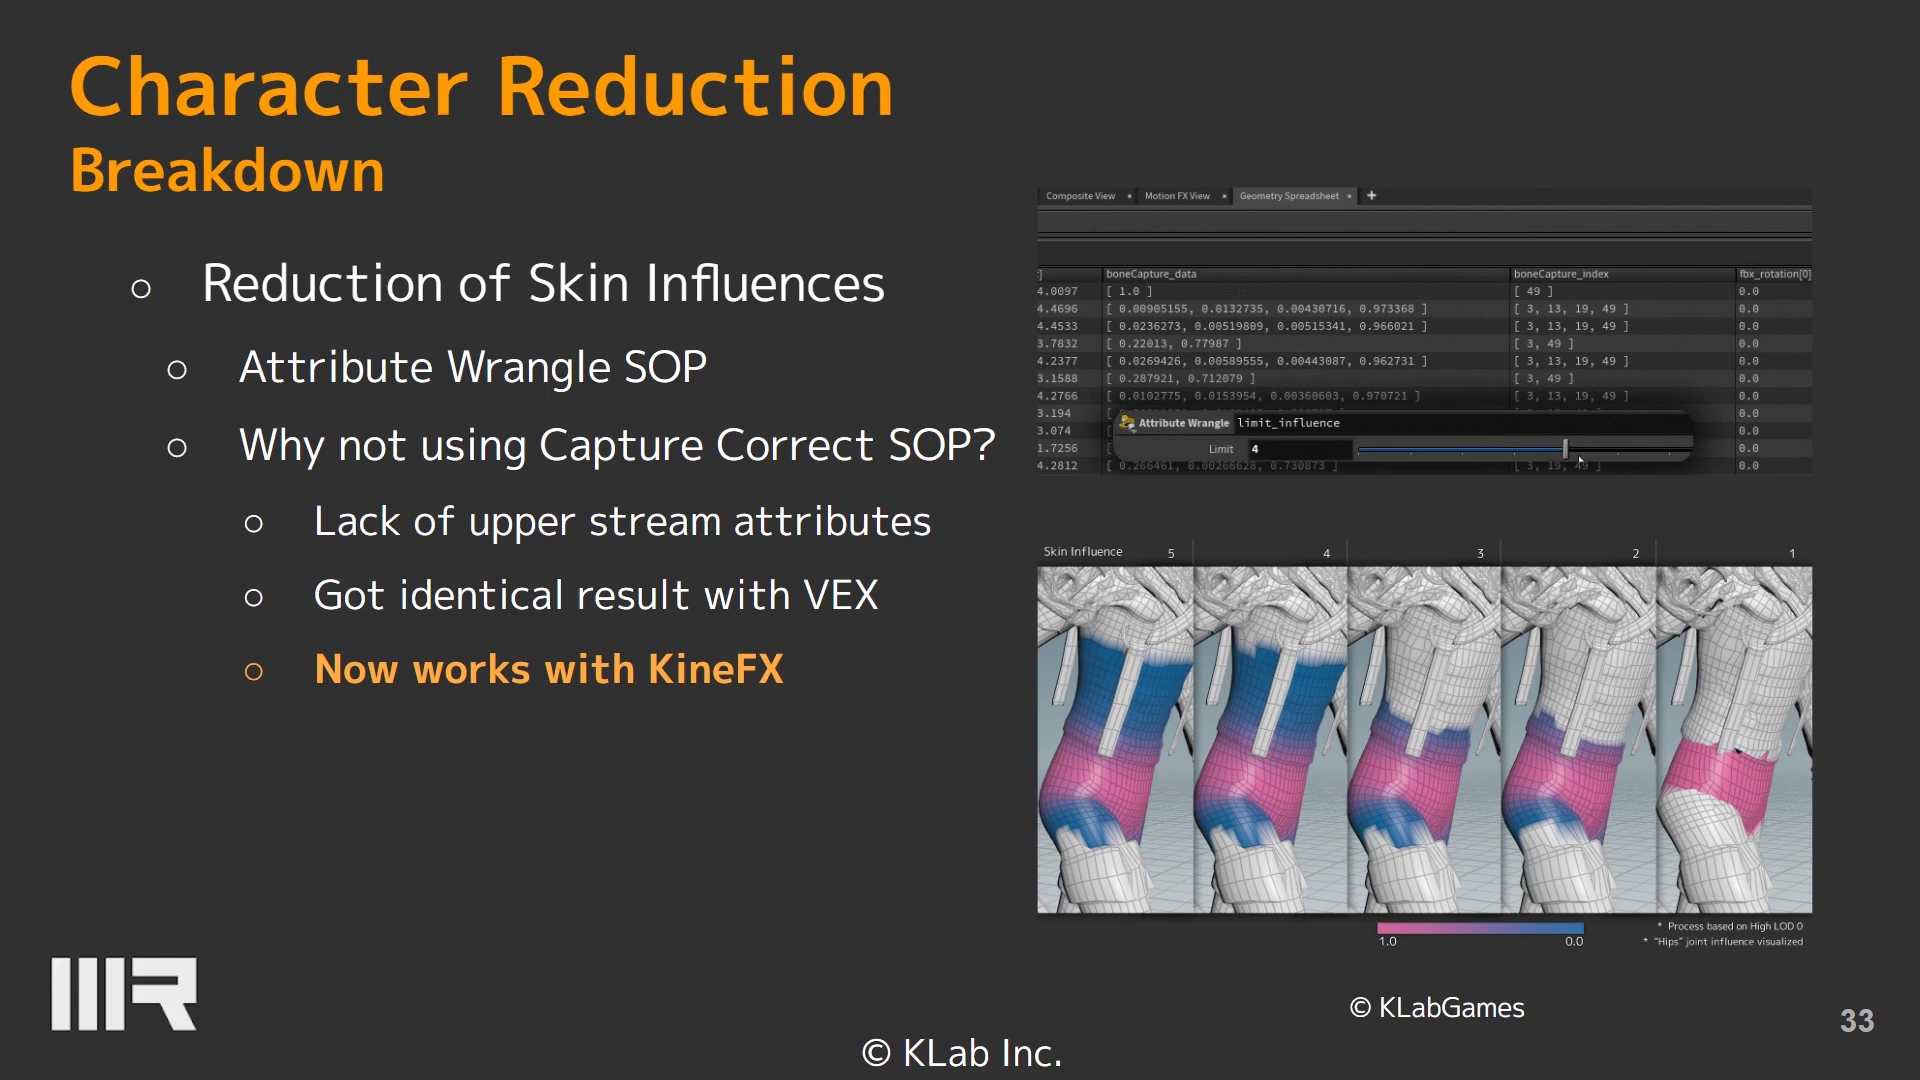 Character Reduction
Breakdown
○ Reduction of Skin Influences
○ Attribute Wrangle SOP
○ Why not using Capture Correct SOP?
○ Lack of upper stream attributes
○ Got identical result with VEX
○ Now works with KineFX
Composite View × Motion FX View × Geometry Spreadsheet × +
:] boneCapture_data boneCapture_index fbx_rotation[0]
4.0097 [ 1.0 ] [ 49 ] 0.0
4.4696 [ 0.00905155, 0.0132735, 0.00430716, 0.973368 ] [ 3, 13, 19, 49 ] 0.0
4.4533 [ 0.0236273, 0.00519809, 0.00515341, 0.966021 ] [ 3, 13, 19, 49 ] 0.0
3.7832 [ 0.22013, 0.77987 ] [ 3, 49 ] 0.0
4.2377 [ 0.0269426, 0.00589555, 0.00443087, 0.962731 ] [ 3, 13, 19, 49 ] 0.0
3.1588 [ 0.287921, 0.712079 ] [ 3, 49 ] 0.0
4.2766 [ 0.0102775, 0.0153954, 0.00360603, 0.970721 ] [ 3, 13, 19, 49 ] 0.0
3.194 [ 0.0
Attribute Wrangle limit_influence
3.074 [ 0.0
Limit 4
1.7256 [ 0.0
4.2812 [ 0.266461, 0.00266628, 0.730873 ] [ 3, 19, 49 ] 0.0
Skin Influence 5 4 3 2 1
1.0 0.0
* Process based on High LOD 0
* "Hips" joint influence visualized
© KLabGames
33
© KLab Inc.